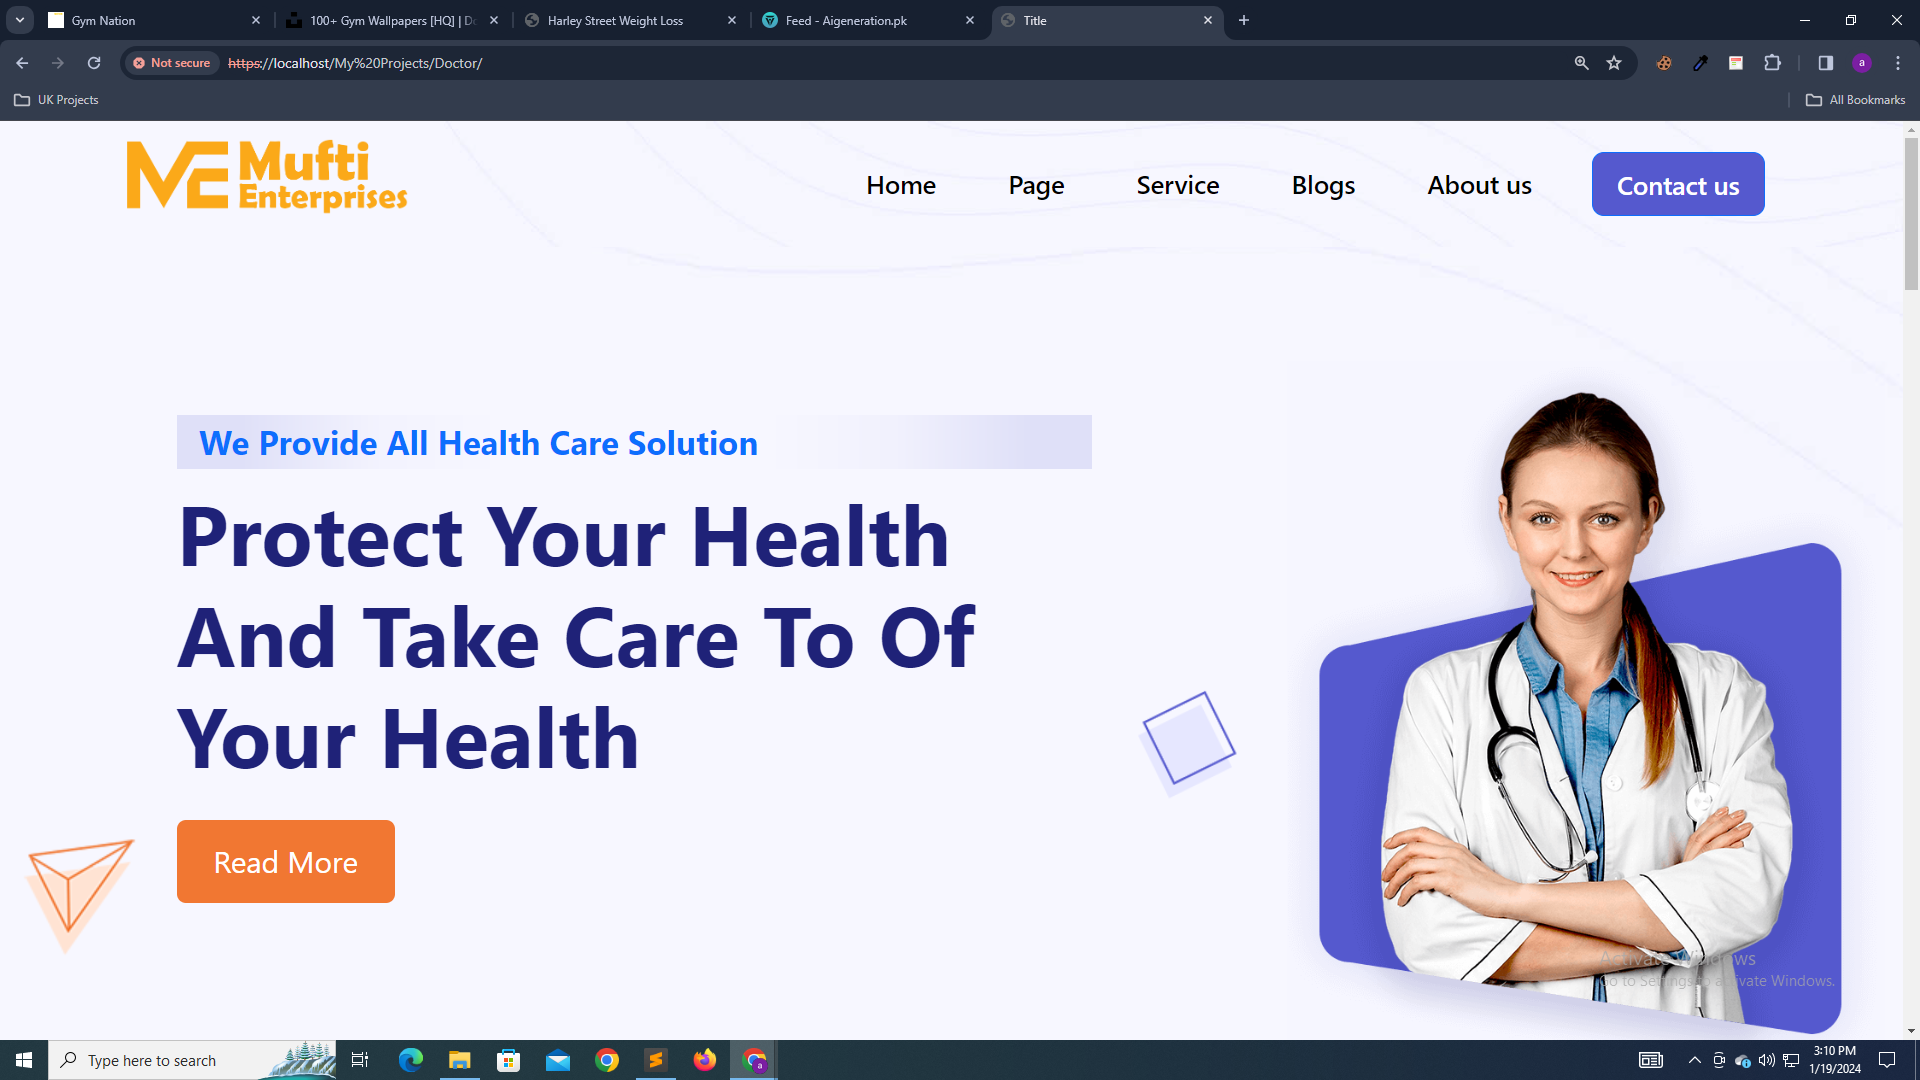 Gym Nation
100+ Gym Wallpapers [HQ] | Do
Harley Street Weight Loss
Feed - Aigeneration.pk
Title
Not secure
https://localhost/My%20Projects/Doctor/
a
UK Projects
All Bookmarks
ME Mufti
Enterprises
Home
Page
Service
Blogs
About us
Contact us
We Provide All Health Care Solution
Protect Your Health
And Take Care To Of
Your Health
Read More
Activate Windows
Go to Settings to activate Windows.
Type here to search
a
3:10 PM
1/19/2024